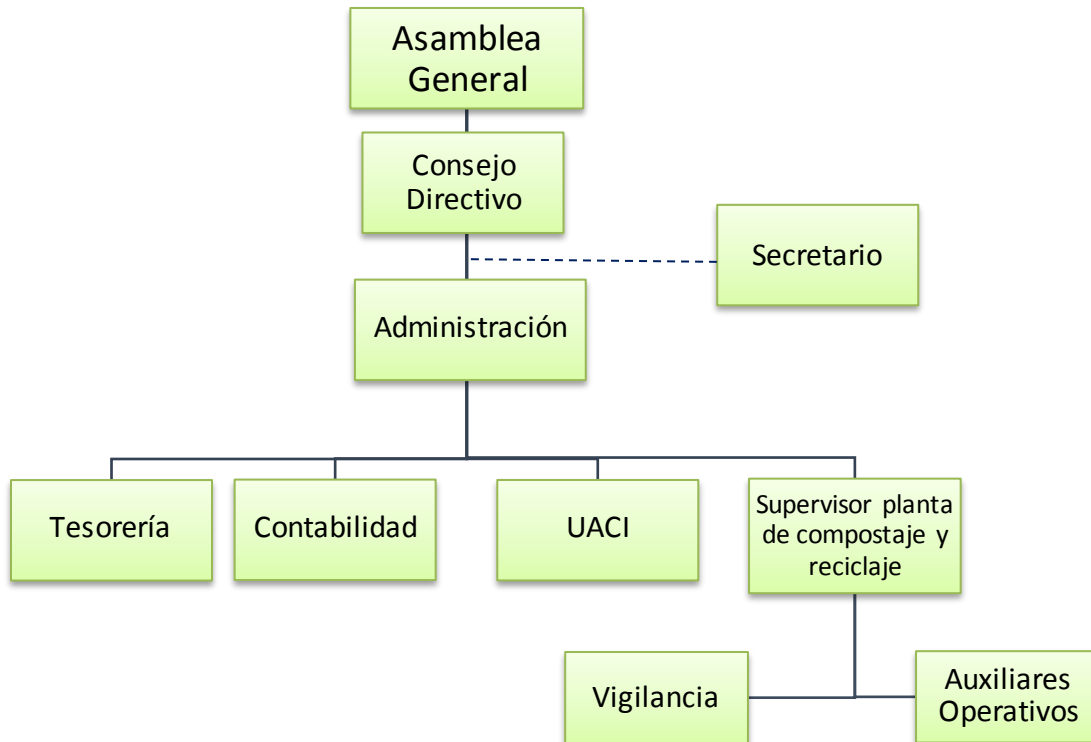 Asamblea
General
Consejo
Directivo
Secretario
Administración
Tesorería
Contabilidad
UACI
Supervisor planta
de compostaje y
reciclaje
Vigilancia
Auxiliares
Operativos